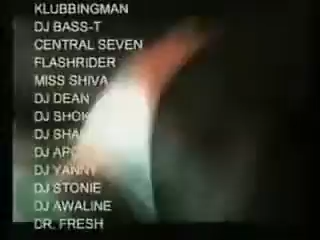 KLUBBINGMAN
DJ BASS-T
CENTRAL SEVEN
FLASHRIDER
MISS SHIVA
DJ DEAN
DJ SHOK
DJ
DJ
DJ YANNY
DJ STONIE
DJ AWALINE
DR. FRESH